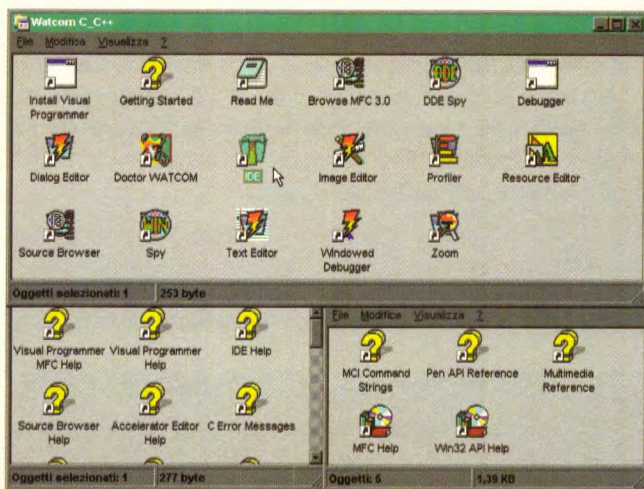 Watcom C_C++
File Modifica Visualizza ?
Install Visual Programmer
Getting Started
Read Me
Browse MFC 3.0
DDE Spy
Debugger
Dialog Editor
Doctor WATCOM
IDE
Image Editor
Profiler
Resource Editor
Source Browser
Spy
Text Editor
Windowed Debugger
Zoom
Oggetti selezionati: 1 253 byte
Visual Programmer MFC Help
Visual Programmer Help
IDE Help
Source Browser Help
Accelerator Editor Help
C Error Messages
Oggetti selezionati: 1 277 byte
File Modifica Visualizza ?
MCI Command Strings
Pen API Reference
Multimedia Reference
MFC Help
Win32 API Help
Oggetti: 5 1,39 KB